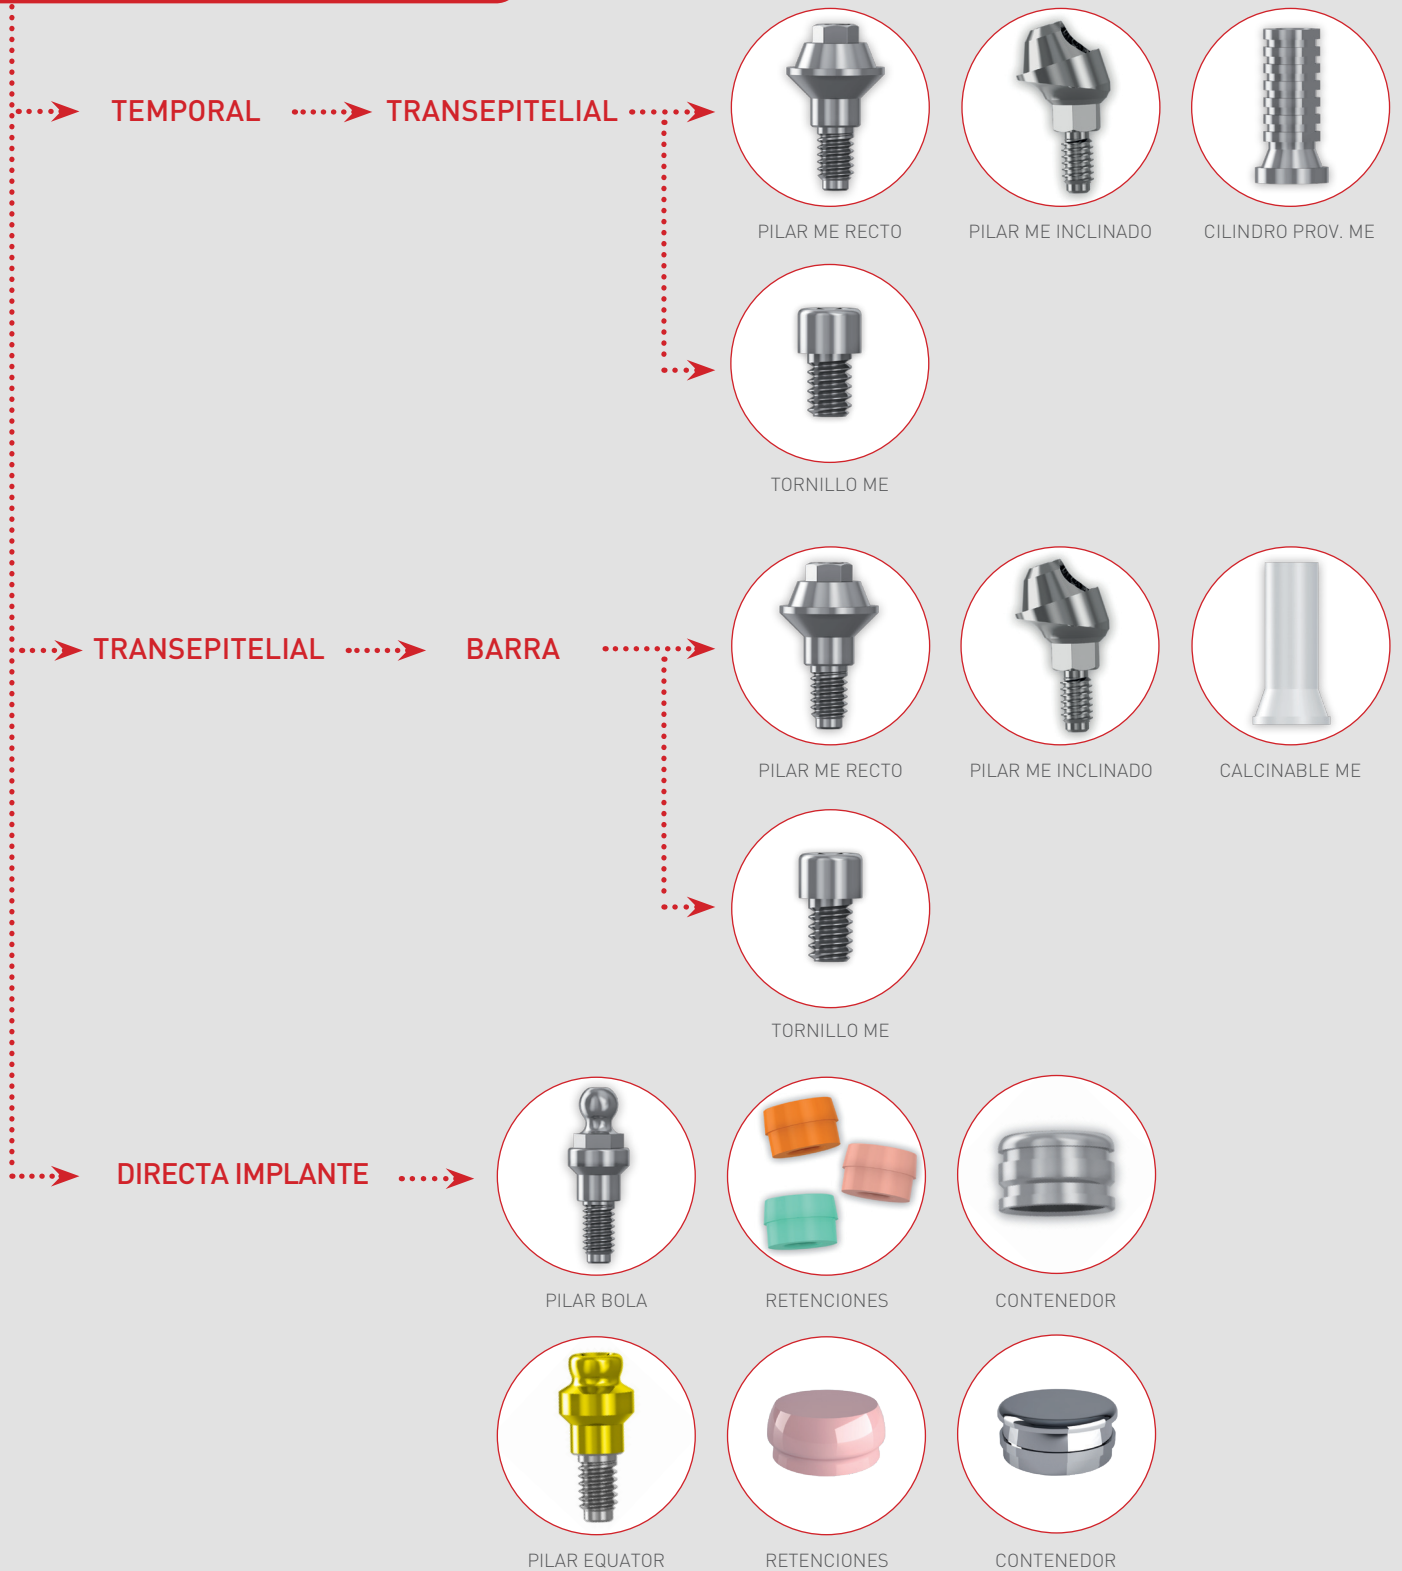 TEMPORAL
TRANSEPITELIAL
PILAR ME RECTO
PILAR ME INCLINADO
CILINDRO PROV. ME
TORNILLO ME
TRANSEPITELIAL
BARRA
PILAR ME RECTO
PILAR ME INCLINADO
CALCINABLE ME
TORNILLO ME
DIRECTA IMPLANTE
PILAR BOLA
RETENCIONES
CONTENEDOR
PILAR EQUATOR
RETENCIONES
CONTENEDOR